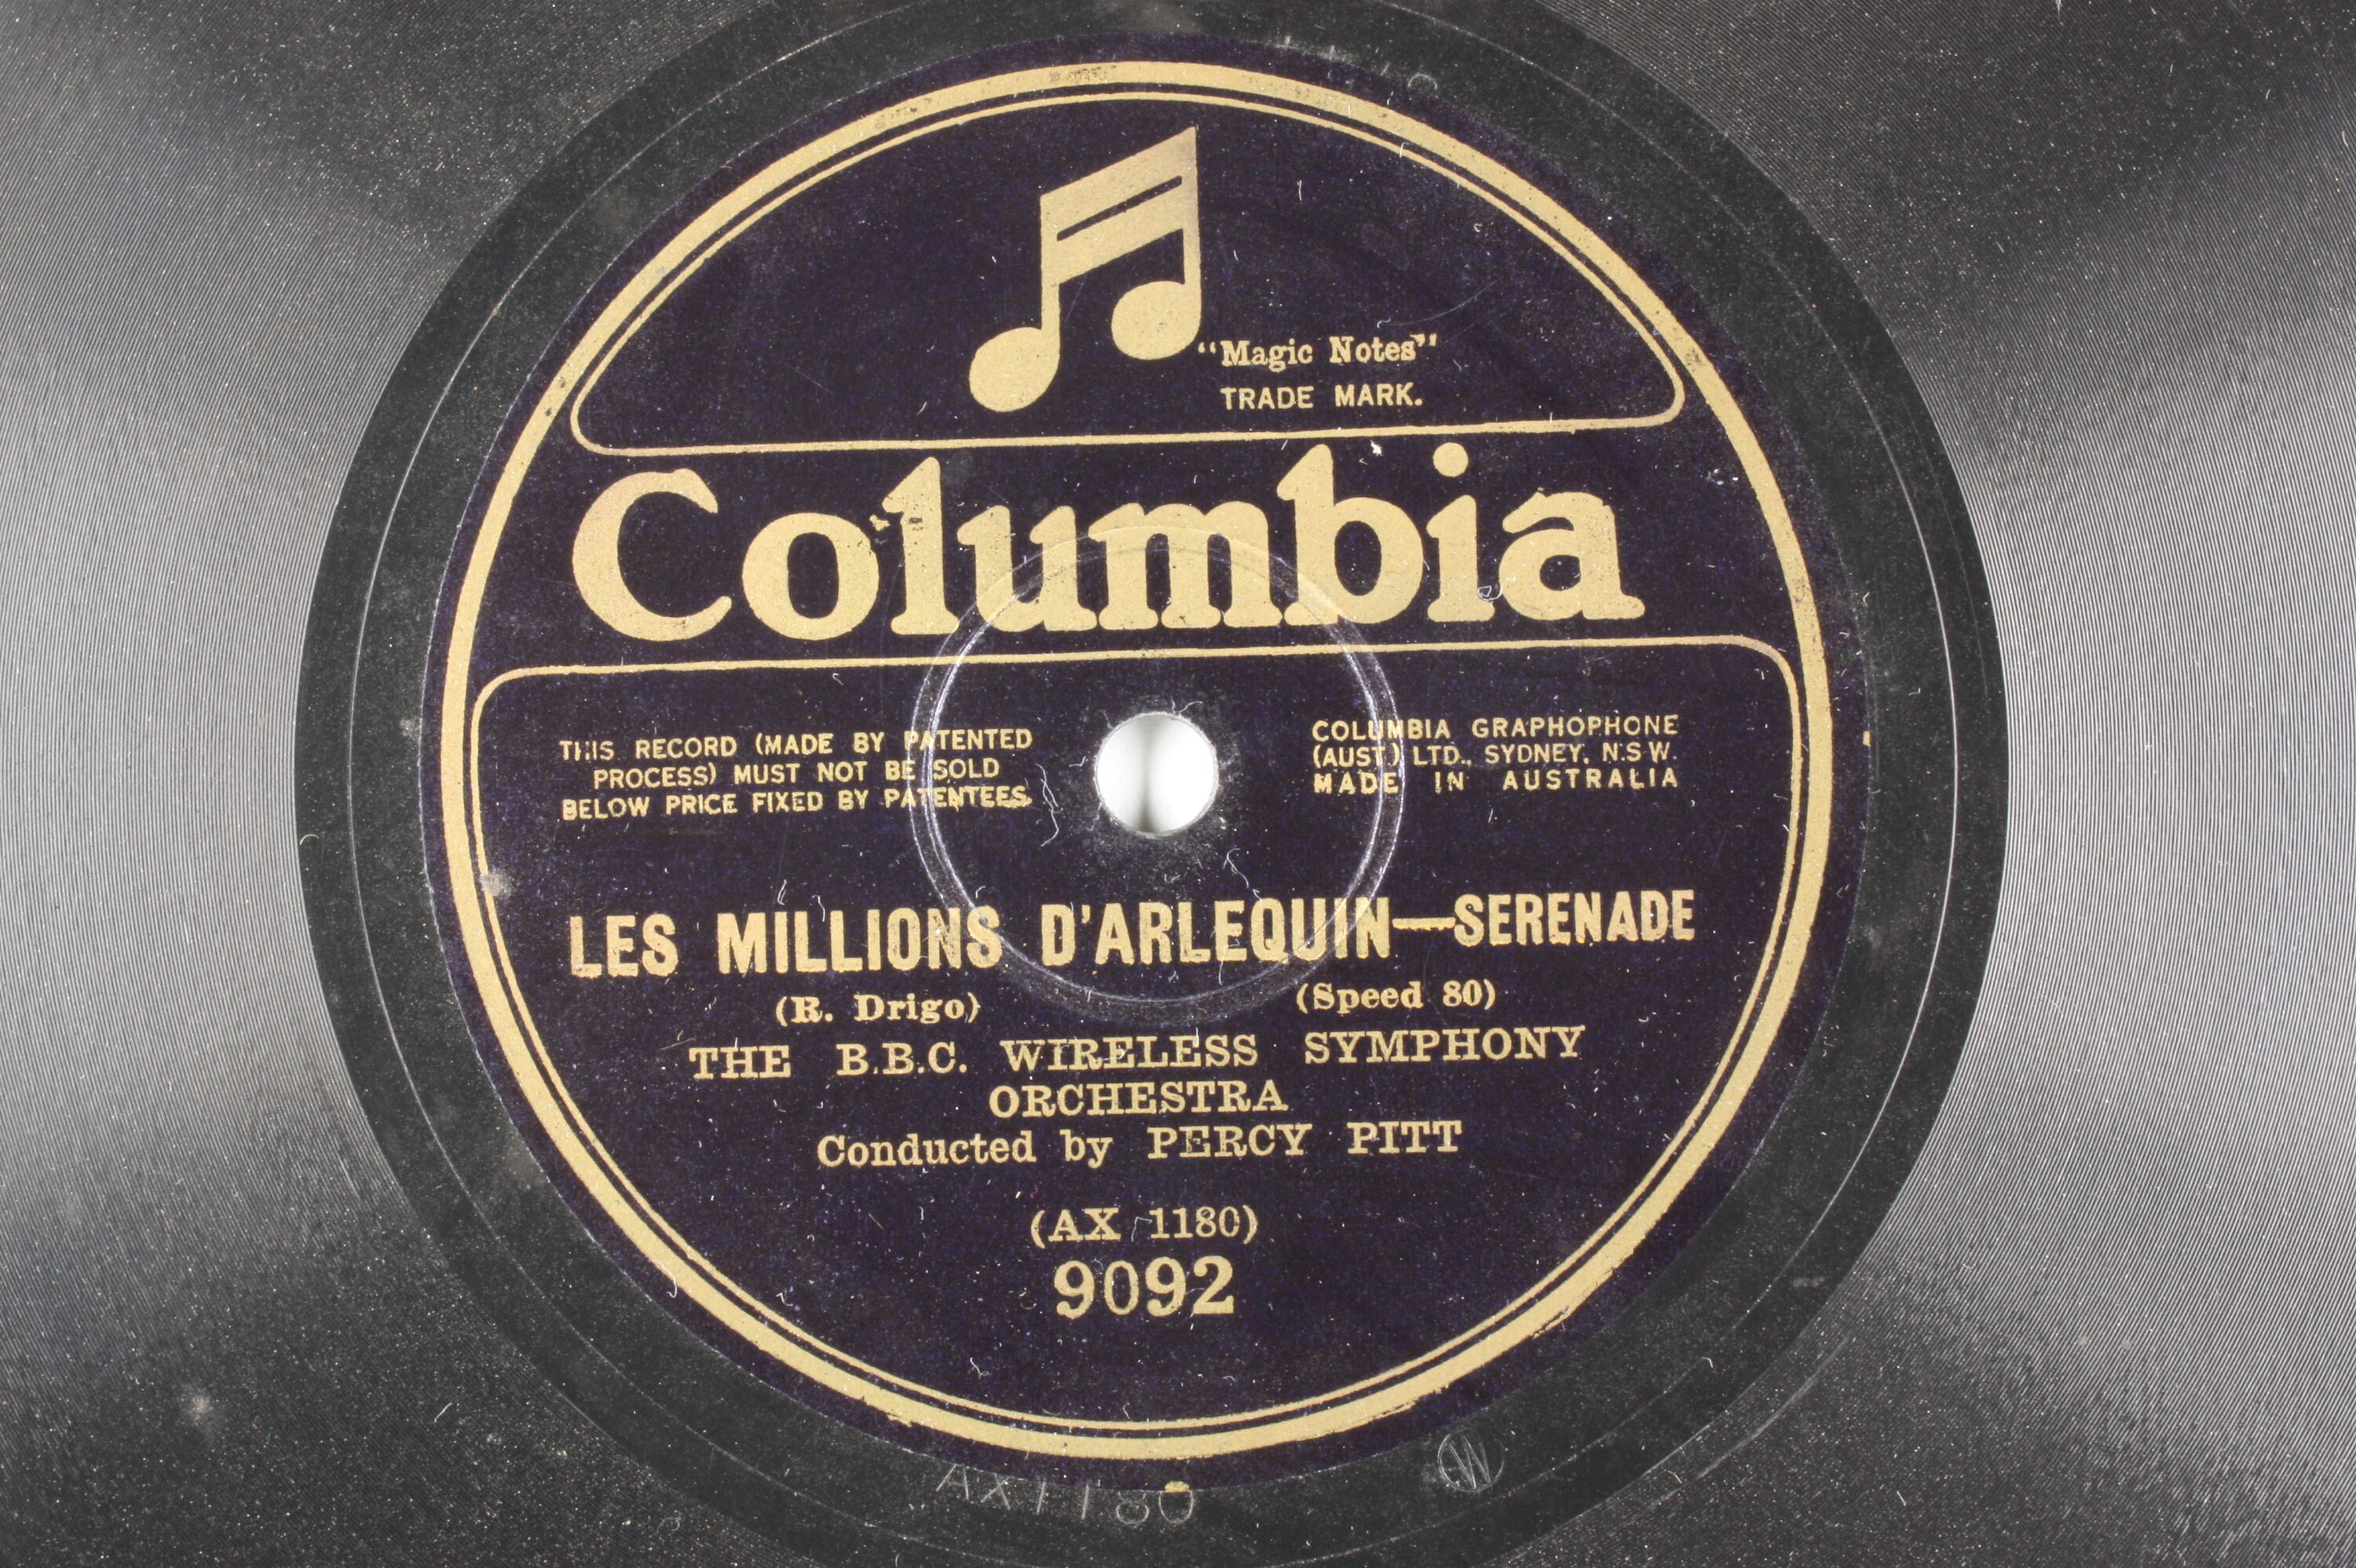 "Magic Notes"
TRADE MARK.
Columbia
THIS RECORD (MADE BY PATENTED
PROCESS) MUST NOT BE SOLD
BELOW PRICE FIXED BY PATENTEES.
COLUMBIA GRAPHOPHONE
(AUST.) LTD., SYDNEY, N.S.W.
MADE IN AUSTRALIA
LES MILLIONS D'ARLEQUIN—SERENADE
(R. Drigo) (Speed 80)
THE B.B.C. WIRELESS SYMPHONY
ORCHESTRA
Conducted by PERCY PITT
(AX 1180)
9092
AX1180
W